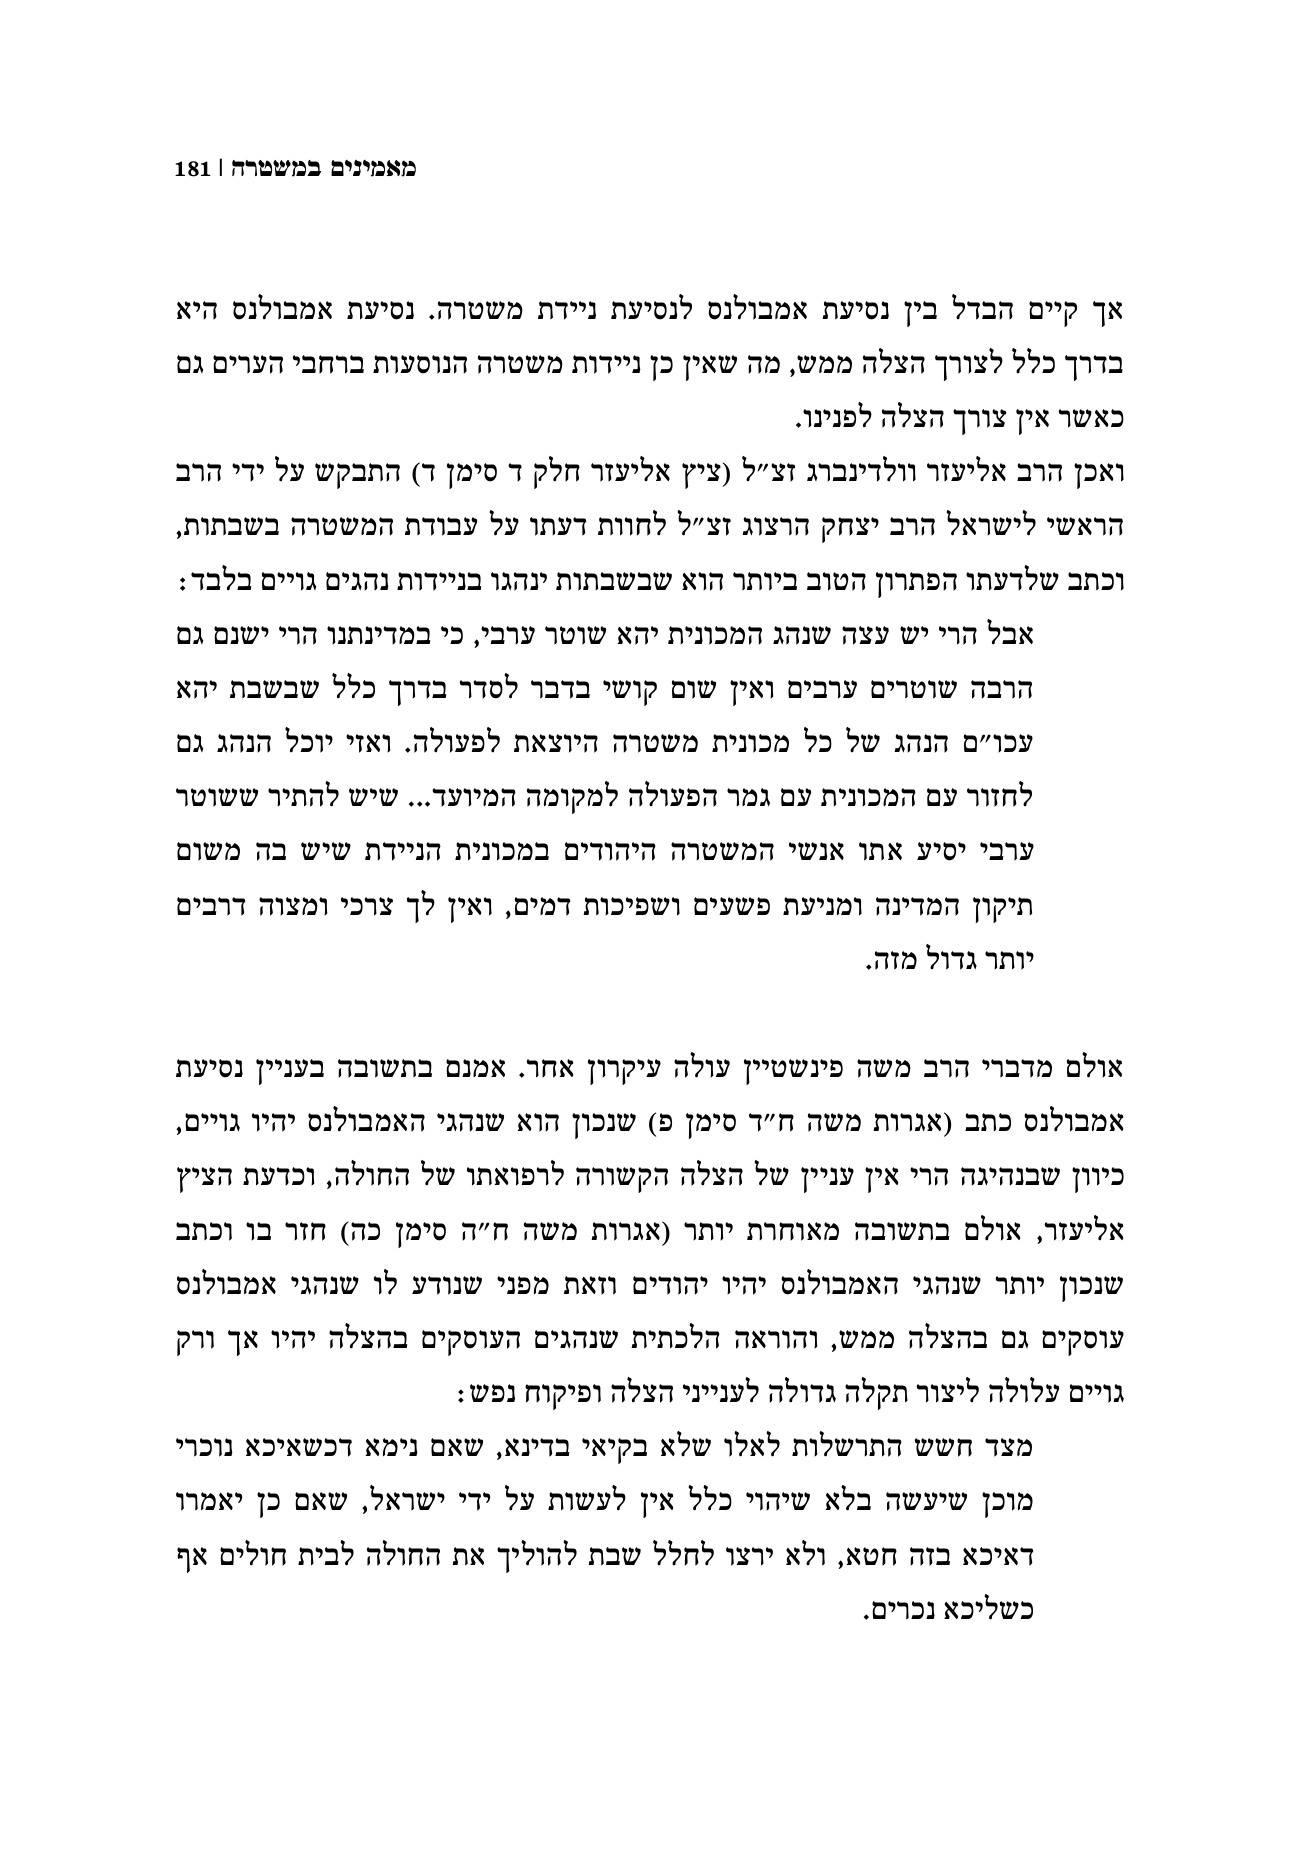 מאמינים במשטרה | 181
אך קיים הבדל בין נסיעת אמבולנס לנסיעת ניידת משטרה. נסיעת אמבולנס היא
בדרך כלל לצורך הצלה ממש, מה שאין כן ניידות משטרה הנוסעות ברחבי הערים גם
כאשר אין צורך הצלה לפנינו.
ואכן הרב אליעזר וולדינברג זצ״ל (ציץ אליעזר חלק ד סימן ד) התבקש על ידי הרב
הראשי לישראל הרב יצחק הרצוג זצ״ל לחוות דעתו על עבודת המשטרה בשבתות,
וכתב שלדעתו הפתרון הטוב ביותר הוא שבשבתות ינהגו בניידות נהגים גויים בלבד:
אבל הרי יש עצה שנהג המכונית יהא שוטר ערבי, כי במדינתנו הרי ישנם גם
הרבה שוטרים ערבים ואין שום קושי בדבר לסדר בדרך כלל שבשבת יהא
עכו״ם הנהג של כל מכונית משטרה היוצאת לפעולה. ואזי יוכל הנהג גם
לחזור עם המכונית עם גמר הפעולה למקומה המיועד... שיש להתיר ששוטר
ערבי יסיע אתו אנשי המשטרה היהודים במכונית הניידת שיש בה משום
תיקון המדינה ומניעת פשעים ושפיכות דמים, ואין לך צרכי ומצוה דרבים
יותר גדול מזה.
אולם מדברי הרב משה פינשטיין עולה עיקרון אחר. אמנם בתשובה בעניין נסיעת
אמבולנס כתב (אגרות משה ח״ד סימן פ) שנכון הוא שנהגי האמבולנס יהיו גויים,
כיוון שבנהיגה הרי אין עניין של הצלה הקשורה לרפואתו של החולה, וכדעת הציץ
אליעזר, אולם בתשובה מאוחרת יותר (אגרות משה ח״ה סימן כה) חזר בו וכתב
שנכון יותר שנהגי האמבולנס יהיו יהודים וזאת מפני שנודע לו שנהגי אמבולנס
עוסקים גם בהצלה ממש, והוראה הלכתית שנהגים העוסקים בהצלה יהיו אך ורק
גויים עלולה ליצור תקלה גדולה לענייני הצלה ופיקוח נפש:
מצד חשש התרשלות לאלו שלא בקיאי בדינא, שאם נימא דכשאיכא נוכרי
מוכן שיעשה בלא שיהוי כלל אין לעשות על ידי ישראל, שאם כן יאמרו
דאיכא בזה חטא, ולא ירצו לחלל שבת להוליך את החולה לבית חולים אף
כשליכא נכרים.